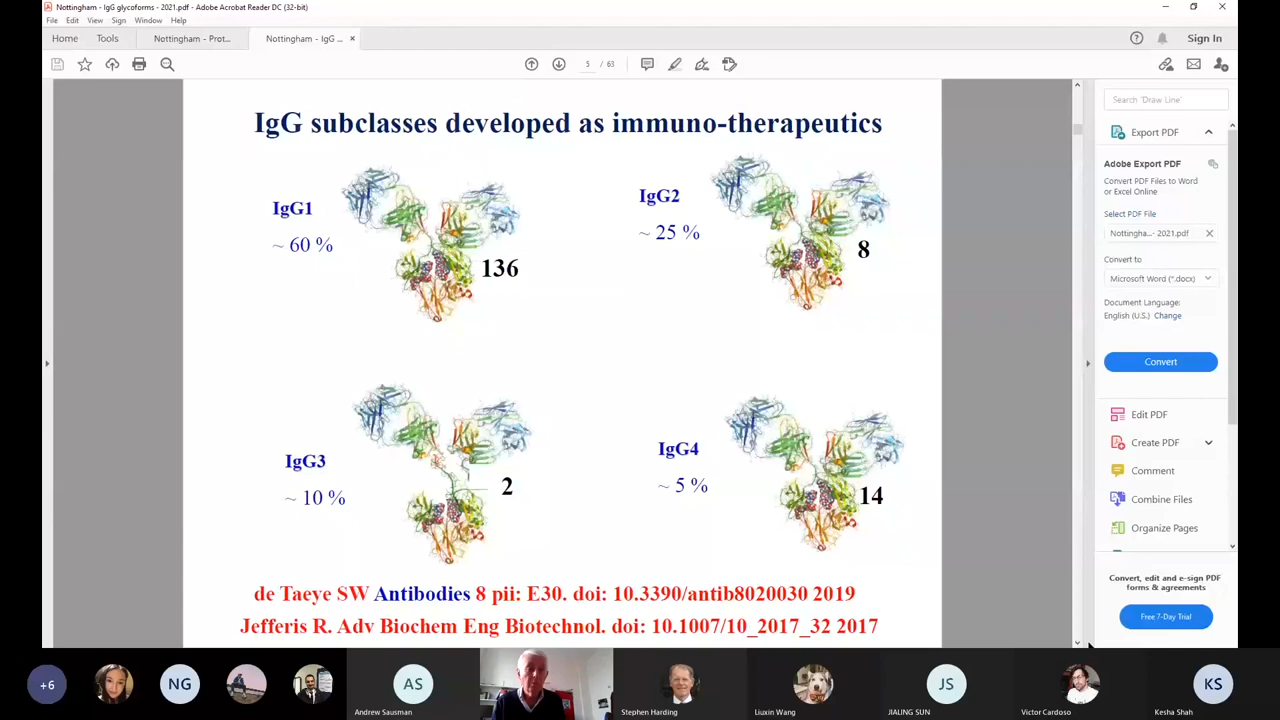 Nottingham - IgG glycoforms - 2021.pdf - Adobe Acrobat Reader DC (32-bit)
File Edit View Sign Window Help
Home Tools Nottingham - Prot... Nottingham - IgG ... × Sign In
5 / 63
IgG subclasses developed as immuno-therapeutics
IgG1
~ 60 %
136
IgG2
~ 25 %
8
IgG3
~ 10 %
2
IgG4
~ 5 %
14
de Taeye SW Antibodies 8 pii: E30. doi: 10.3390/antib8020030 2019
Jefferis R. Adv Biochem Eng Biotechnol. doi: 10.1007/10_2017_32 2017
Search 'Draw Line'
Export PDF
Adobe Export PDF
Convert PDF Files to Word
or Excel Online
Select PDF File
Nottingha...- 2021.pdf
Convert to
Microsoft Word (*.docx)
Document Language:
English (U.S.) Change
Convert
Edit PDF
Create PDF
Comment
Combine Files
Organize Pages
Convert, edit and e-sign PDF
forms & agreements
Free 7-Day Trial
+6 NG AS JS KS
Andrew Sausman Stephen Harding Liuxin Wang JIALING SUN Victor Cardoso Kesha Shah